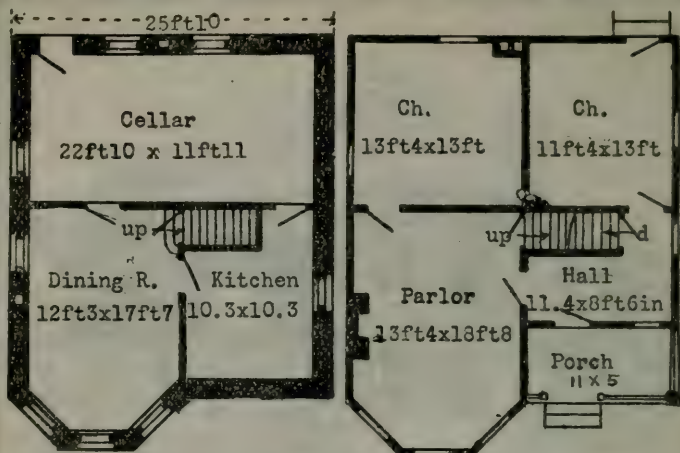 25ft10
Cellar
22ft10 x 11ft11
up
Dining R.
12ft3x17ft7
Kitchen
10.3x10.3
Ch.
13ft4x13ft
Ch.
11ft4x13ft
up
d
Hall
11.4x8ft6in
Parlor
13ft4x18ft8
Porch
11 X 5